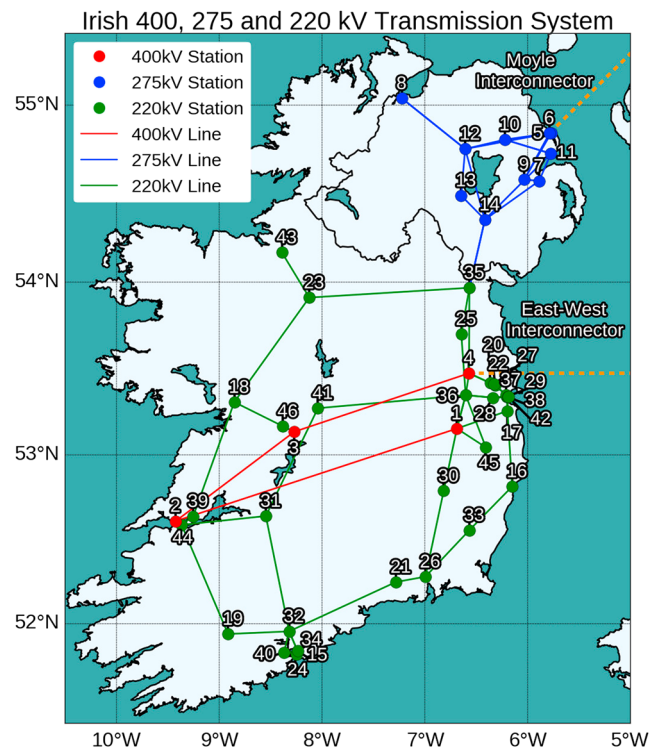 Irish 400, 275 and 220 kV Transmission System
400kV Station
275kV Station
220kV Station
400kV Line
275kV Line
220kV Line
Moyle
Interconnector
East-West
Interconnector
55°N
54°N
53°N
52°N
8
6
10
5
12
11
9
7
13
14
43
35
23
25
20
27
4
22
37
29
18
41
36
38
46
1
28
42
3
17
45
30
16
2
39
31
33
44
21
26
19
32
34
40
15
24
10°W
9°W
8°W
7°W
6°W
5°W